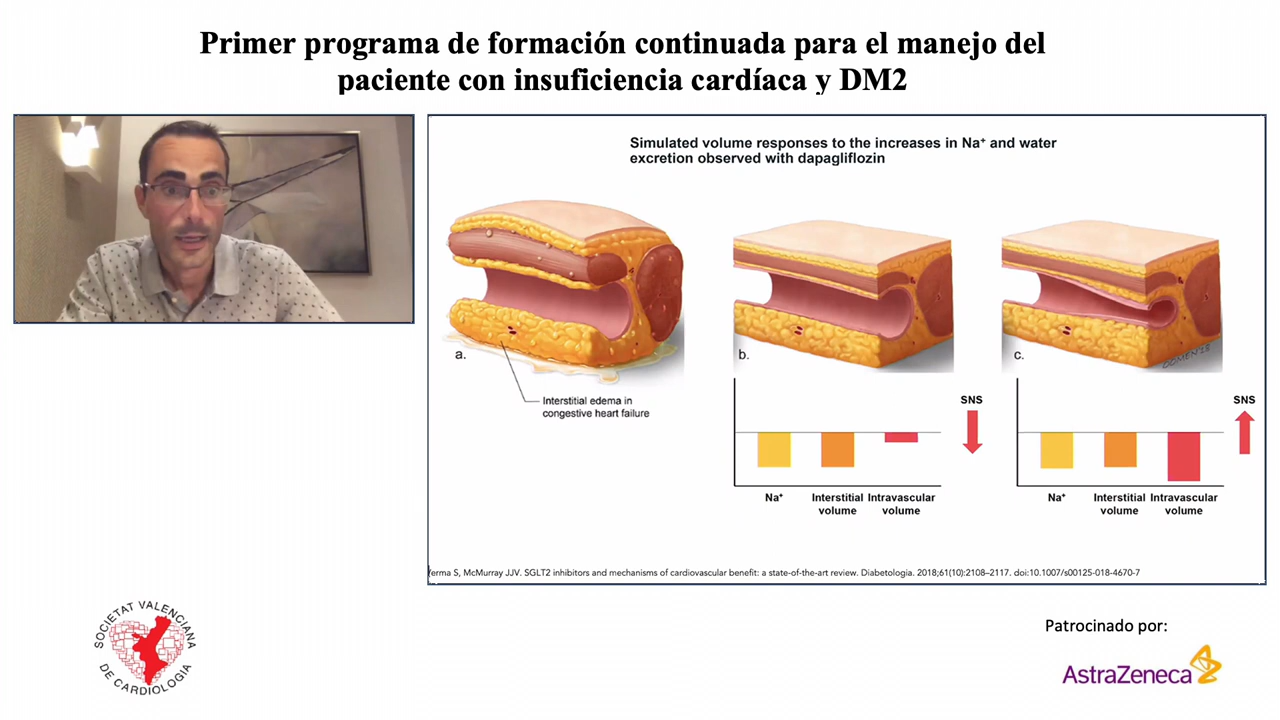 Primer programa de formación continuada para el manejo del
paciente con insuficiencia cardíaca y DM2
Simulated volume responses to the increases in Na⁺ and water
excretion observed with dapagliflozin
a.
Interstitial edema in
congestive heart failure
b.
SNS
Na⁺
Interstitial
volume
Intravascular
volume
c.
SNS
Na⁺
Interstitial
volume
Intravascular
volume
erma S, McMurray JJV. SGLT2 inhibitors and mechanisms of cardiovascular benefit: a state-of-the-art review. Diabetologia. 2018;61(10):2108–2117. doi:10.1007/s00125-018-4670-7
SOCIETAT VALENCIANA
DE CARDIOLOGIA
Patrocinado por:
AstraZeneca